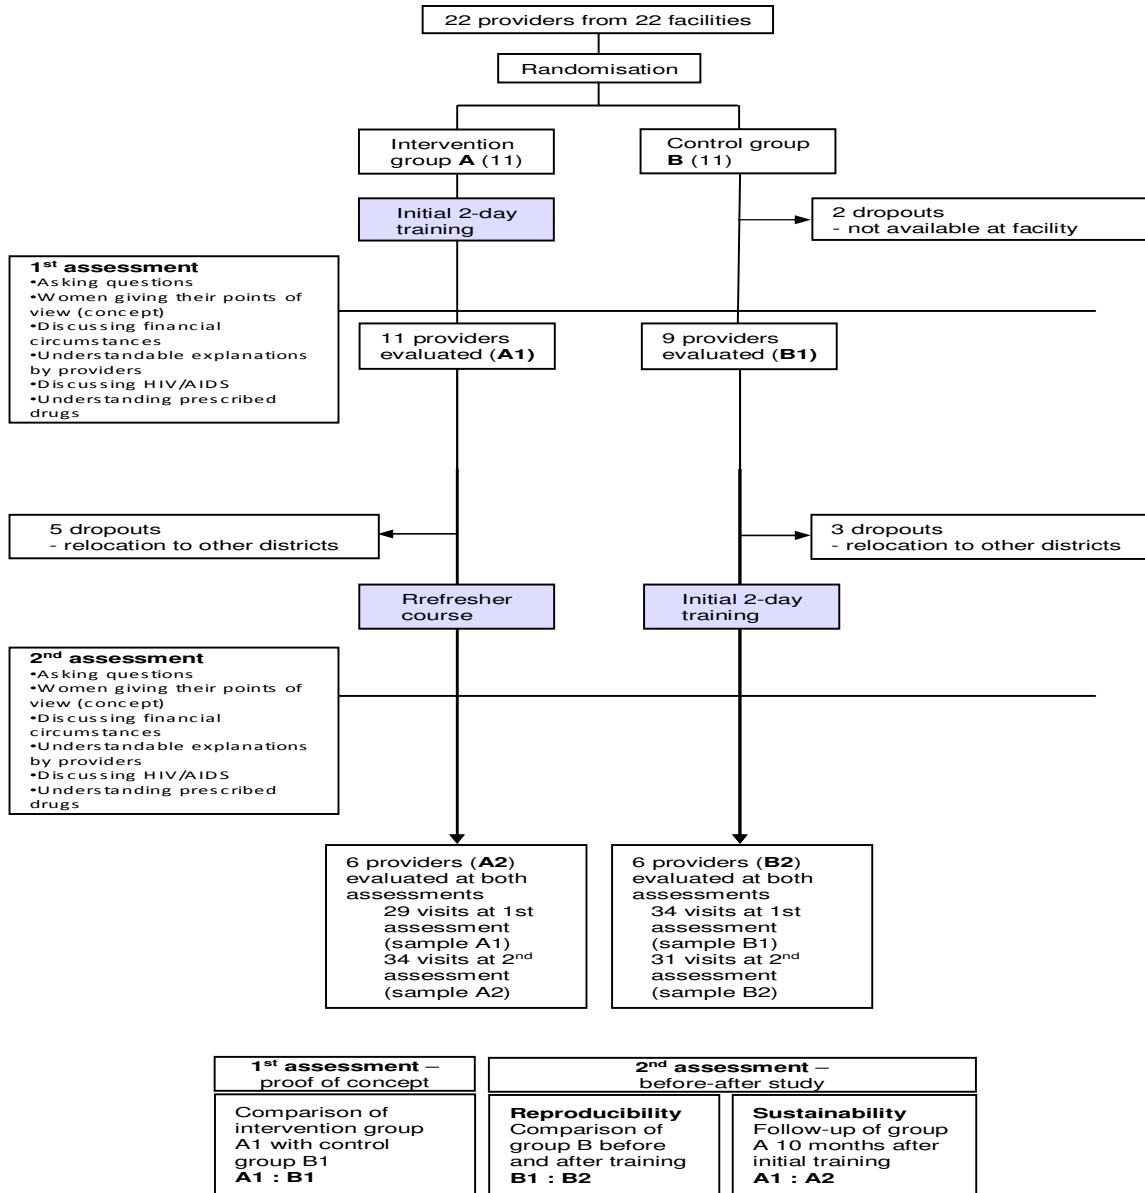 22 providers from 22 facilities
Randomisation
Intervention
group A (11)
Control group
B (11)
Initial 2-day
training
2 dropouts
- not available at facility
1st assessment
•Asking questions
•Women giving their points of
view (concept)
•Discussing financial
circumstances
•Understandable explanations
by providers
•Discussing HIV/AIDS
•Understanding prescribed
drugs
11 providers
evaluated (A1)
9 providers
evaluated (B1)
5 dropouts
- relocation to other districts
3 dropouts
- relocation to other districts
Rrefresher
course
Initial 2-day
training
2nd assessment
•Asking questions
•Women giving their points of
view (concept)
•Discussing financial
circumstances
•Understandable explanations
by providers
•Discussing HIV/AIDS
•Understanding prescribed
drugs
6 providers (A2)
evaluated at both
assessments
29 visits at 1st
assessment
(sample A1)
34 visits at 2nd
assessment
(sample A2)
6 providers (B2)
evaluated at both
assessments
34 visits at 1st
assessment
(sample B1)
31 visits at 2nd
assessment
(sample B2)
1st assessment –
proof of concept
2nd assessment –
before-after study
Comparison of
intervention group
A1 with control
group B1
A1 : B1
Reproducibility
Comparison of
group B before
and after training
B1 : B2
Sustainability
Follow-up of group
A 10 months after
initial training
A1 : A2